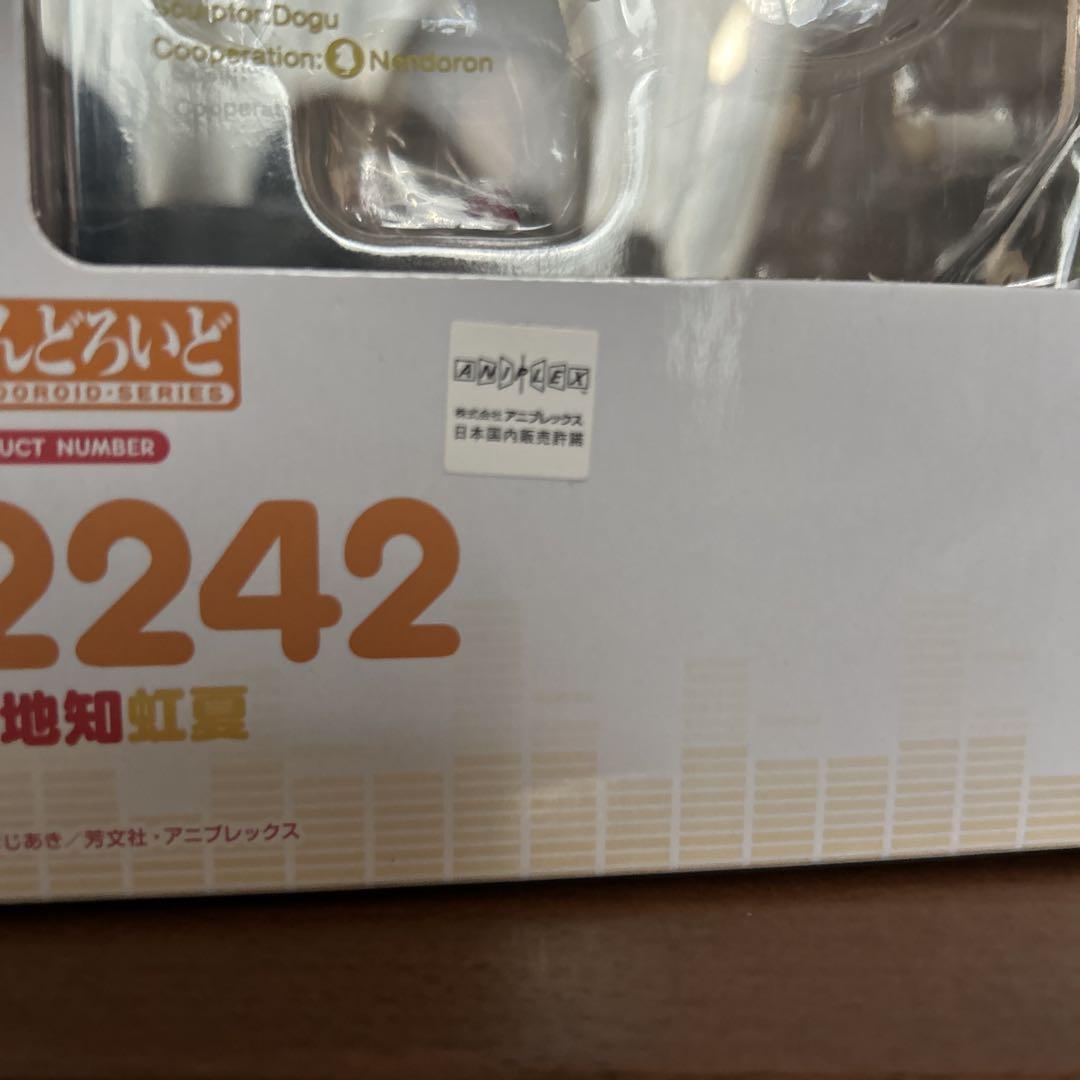 Sculptor:Dogu
Cooperation: Nendoron
んどろいど
DOROID·SERIES
UCT NUMBER
2242
地知虹夏
じあき／芳文社・アニプレックス
ANIPLEX
株式会社アニプレックス
日本国内販売許諾